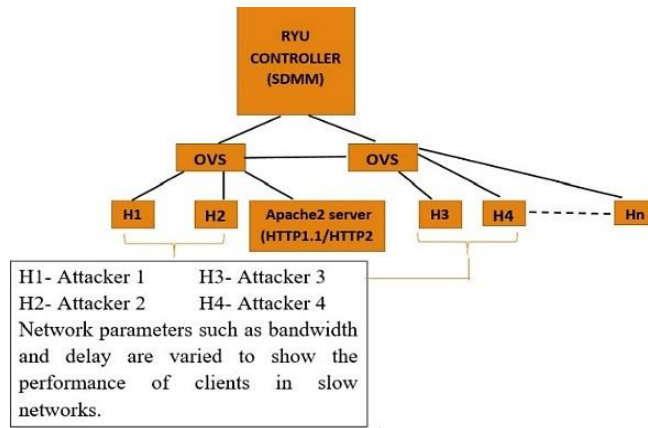 RYU
CONTROLLER
(SDMM)
OVS
OVS
H1
H2
Apache2 server
(HTTP1.1/HTTP2
H3
H4
Hn
H1- Attacker 1 H3- Attacker 3
H2- Attacker 2 H4- Attacker 4
Network parameters such as bandwidth
and delay are varied to show the
performance of clients in slow
networks.